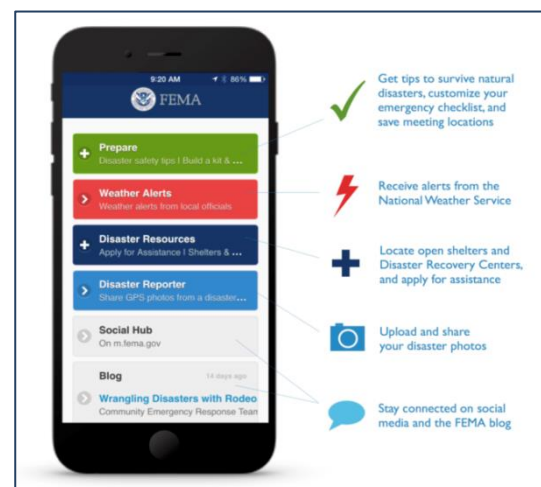 9:20 AM
86%
FEMA
Prepare
Disaster safety tips | Build a kit & ...
Weather Alerts
Weather alerts from local officials
Disaster Resources
Apply for Assistance | Shelters & ...
Disaster Reporter
Share GPS photos from a disaster...
Social Hub
On m.fema.gov
Blog
14 days ago
Wrangling Disasters with Rodeo
Community Emergency Response Team
Get tips to survive natural
disasters, customize your
emergency checklist, and
save meeting locations
Receive alerts from the
National Weather Service
Locate open shelters and
Disaster Recovery Centers,
and apply for assistance
Upload and share
your disaster photos
Stay connected on social
media and the FEMA blog